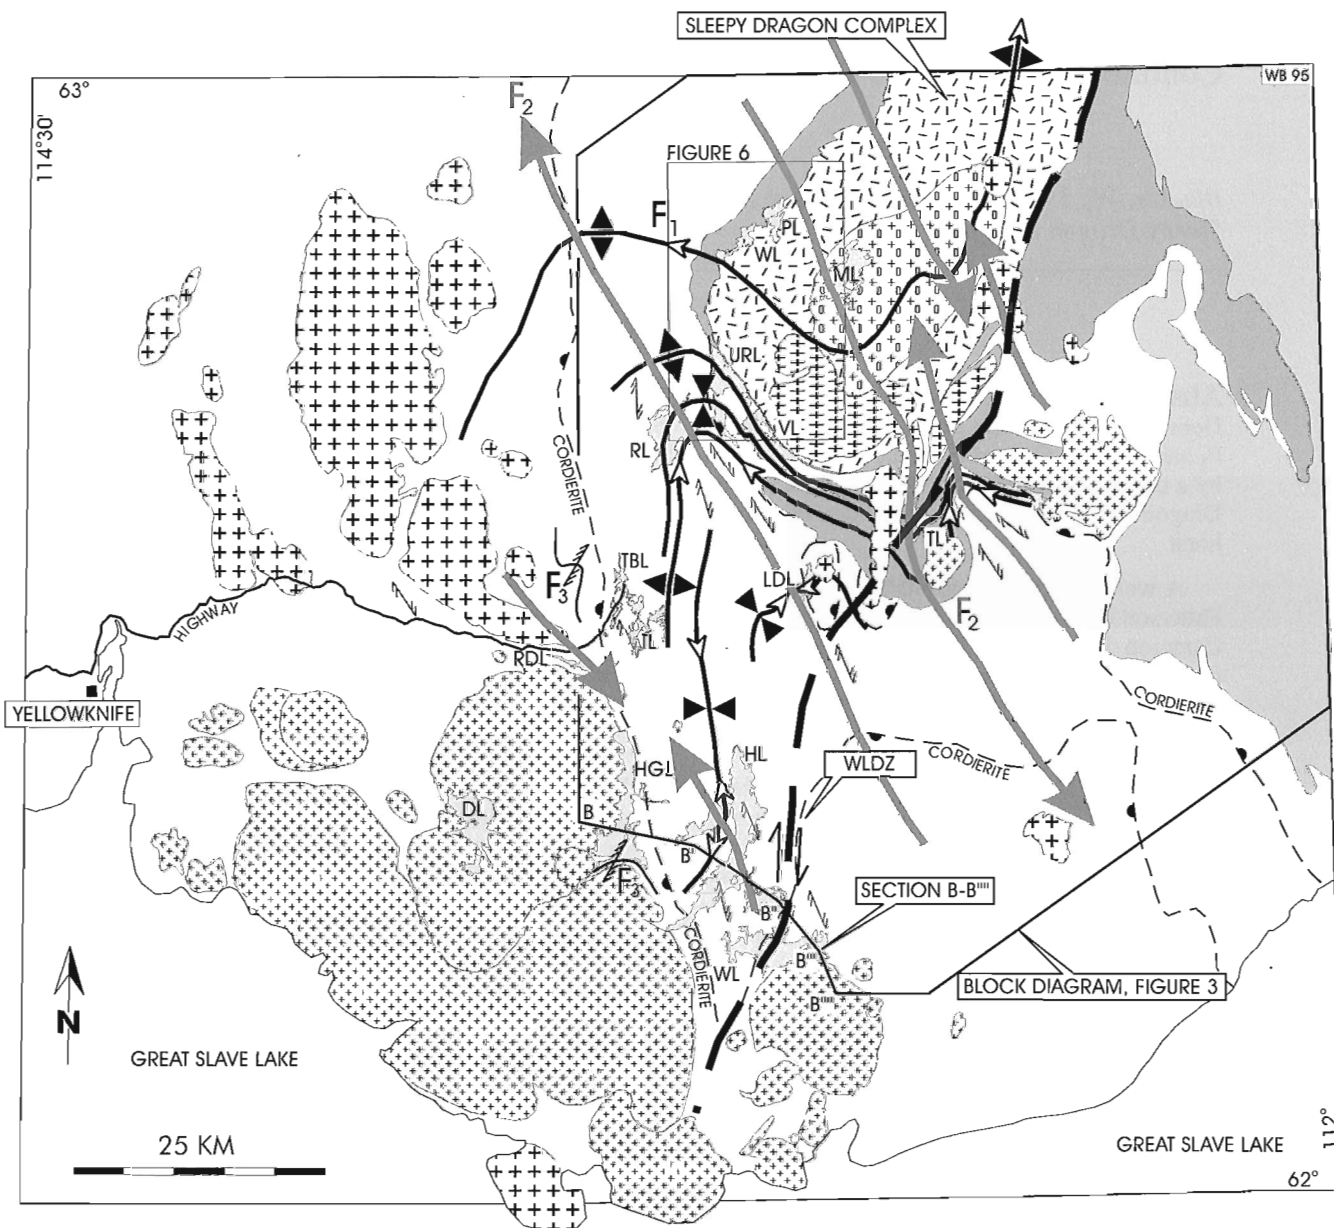 SLEEPY DRAGON COMPLEX
63°
WB 95
114°30'
F2
FIGURE 6
F1
PL
WL
ML
URL
VL
RL
CORDIERITE
TL
TBL
F3
LDL
F2
HIGHWAY
TL
RDL
YELLOWKNIFE
CORDIERITE
CORDIERITE
HL
WLDZ
HGL
DL
B
B'
F3
B"
SECTION B-B""
CORDIERITE
WL
B'"
B""
BLOCK DIAGRAM, FIGURE 3
N
GREAT SLAVE LAKE
25 KM
GREAT SLAVE LAKE
112°
62°